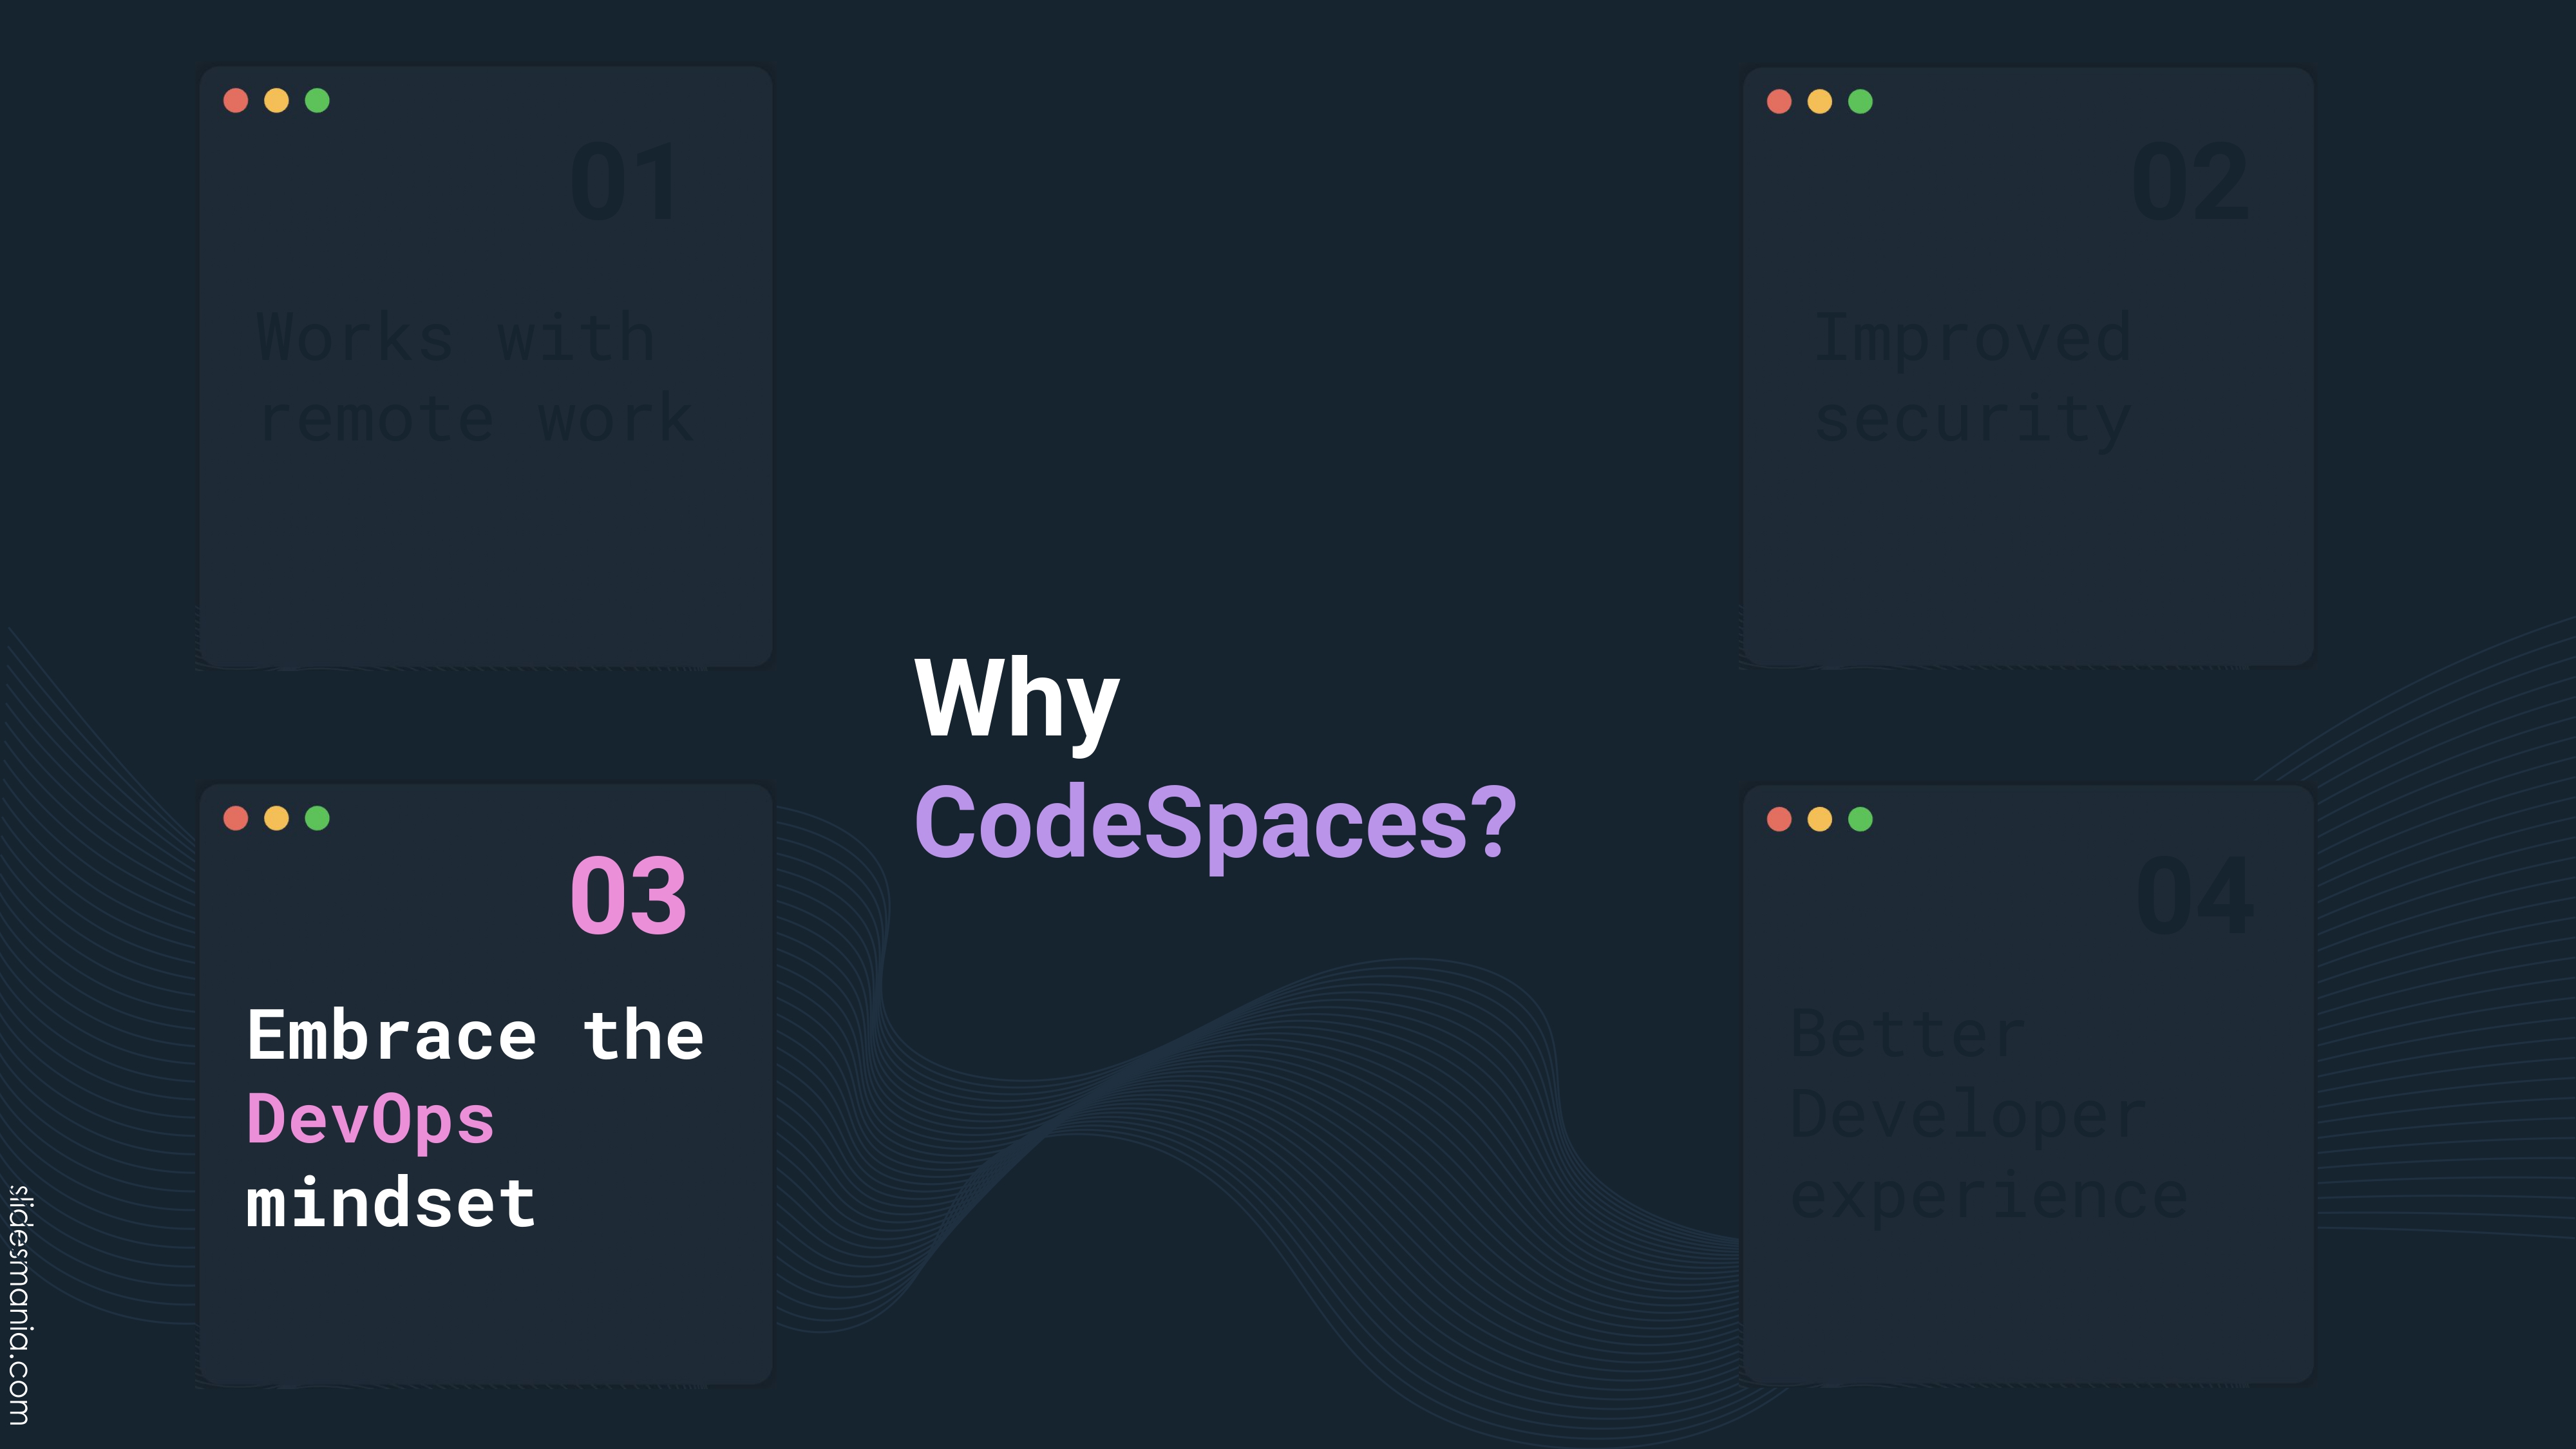 01
Works with
remote work
02
Improved
security
Why
CodeSpaces?
03
Embrace the
DevOps
mindset
04
Better
Developer
experience
slidesmania.com